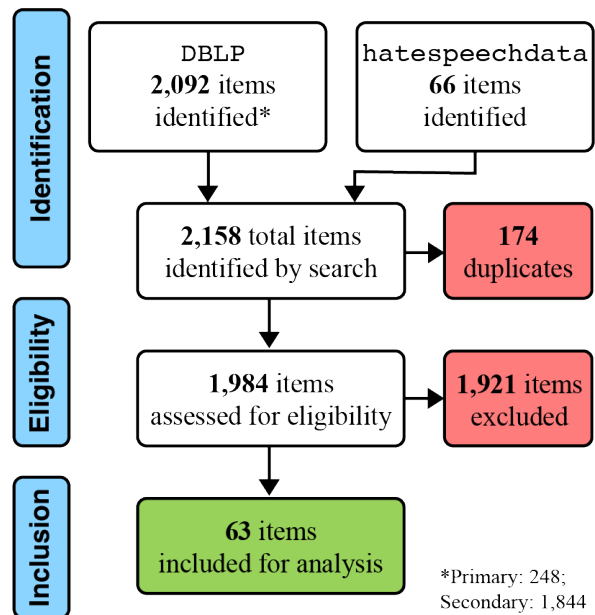 Identification
DBLP
2,092 items
identified*
hatespeechdata
66 items
identified
2,158 total items
identified by search
174
duplicates
Eligibility
1,984 items
assessed for eligibility
1,921 items
excluded
Inclusion
63 items
included for analysis
*Primary: 248;
Secondary: 1,844